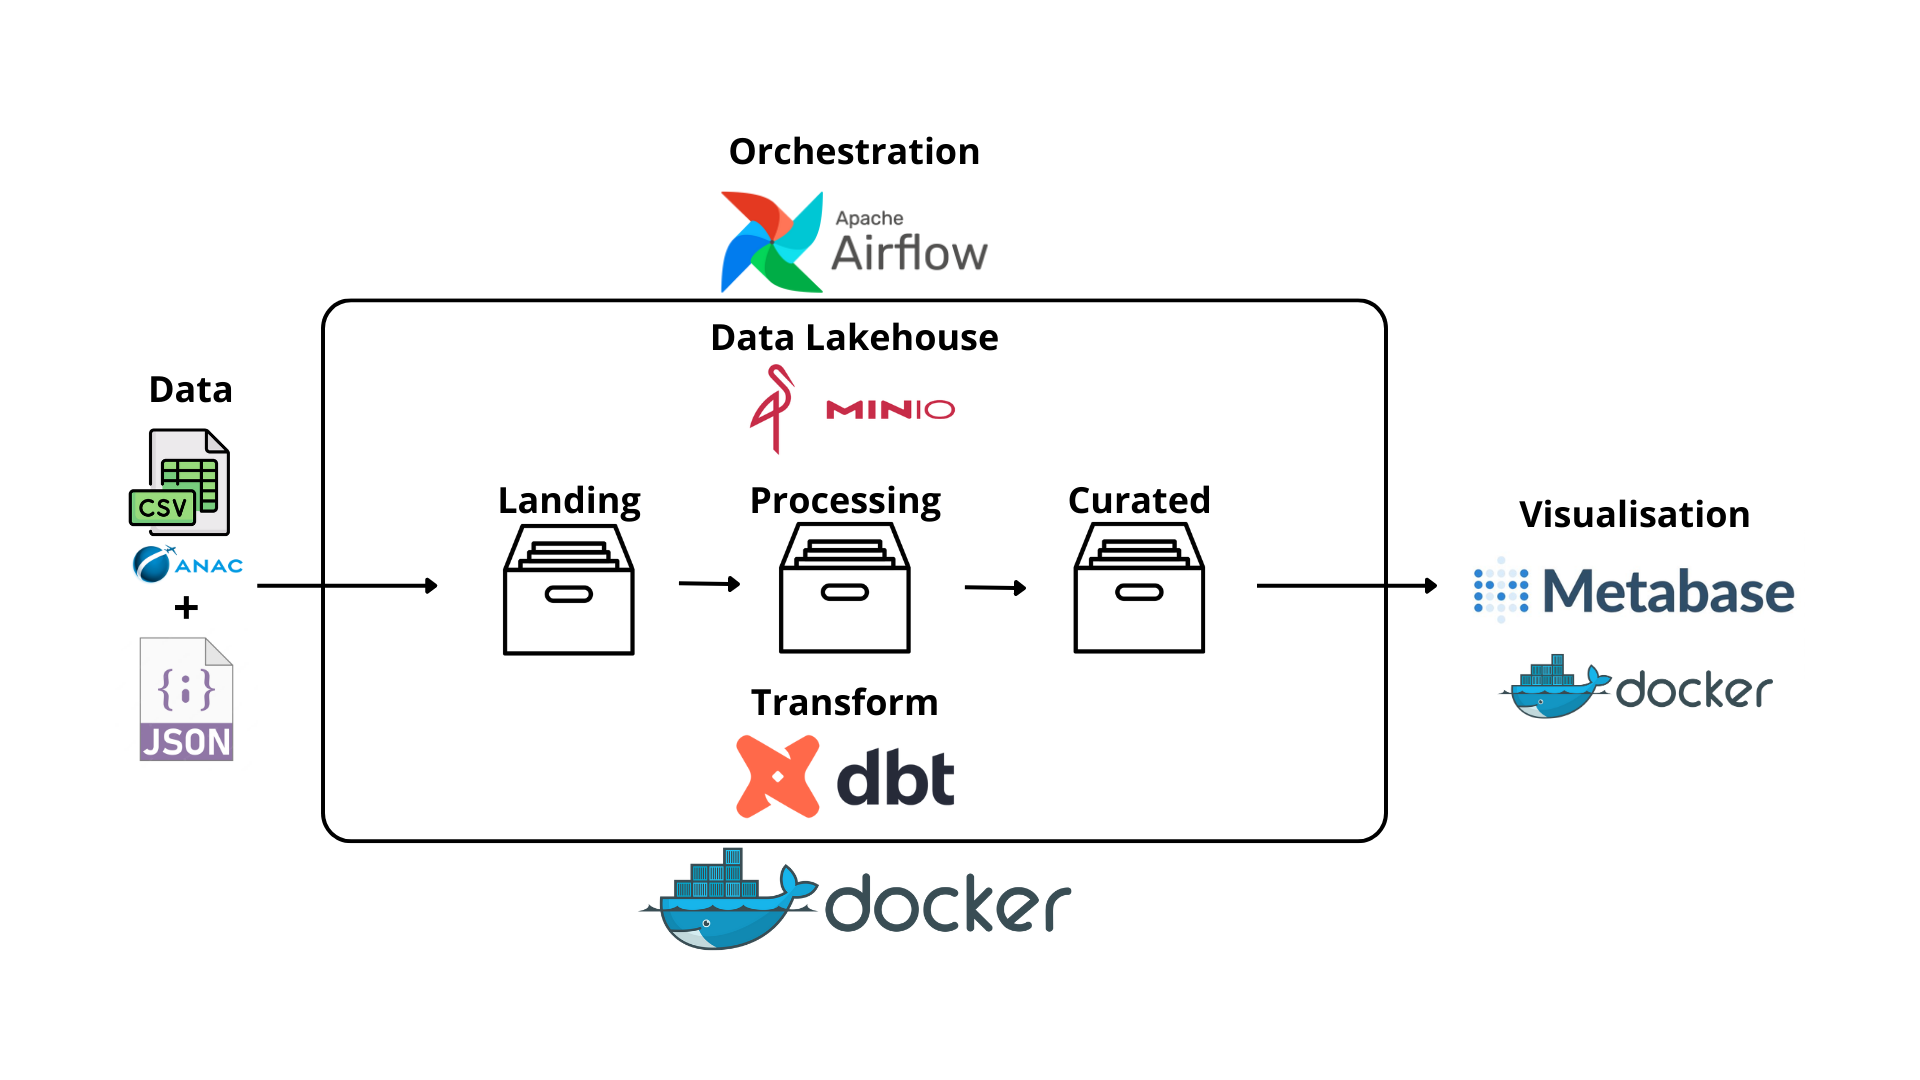 Orchestration
Apache
Airflow
Data Lakehouse
MINIO
Data
CSV
ANAC
+
{;}
JSON
Landing
Processing
Curated
Transform
dbt
docker
Visualisation
Metabase
docker